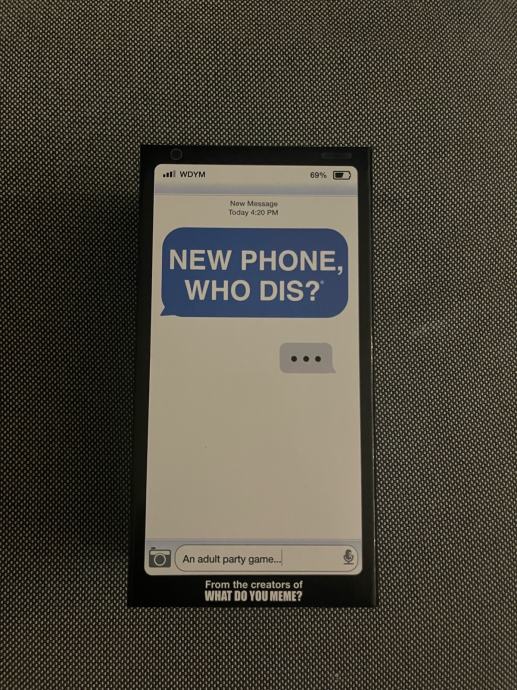 WDYM 69%
New Message
Today 4:20 PM
NEW PHONE,
WHO DIS?®
An adult party game...
From the creators of
WHAT DO YOU MEME?